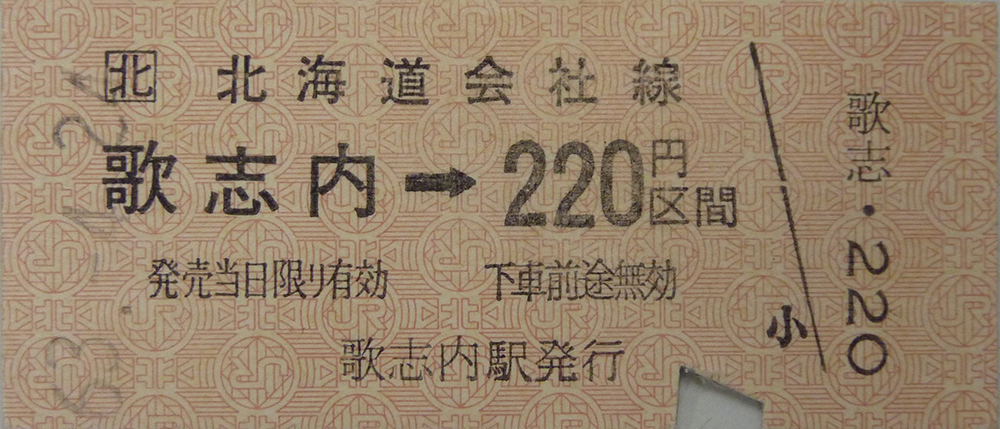 北 北海道会社線
歌志内→220円区間
発売当日限り有効 下車前途無効
歌志内駅発行
小
歌志・220